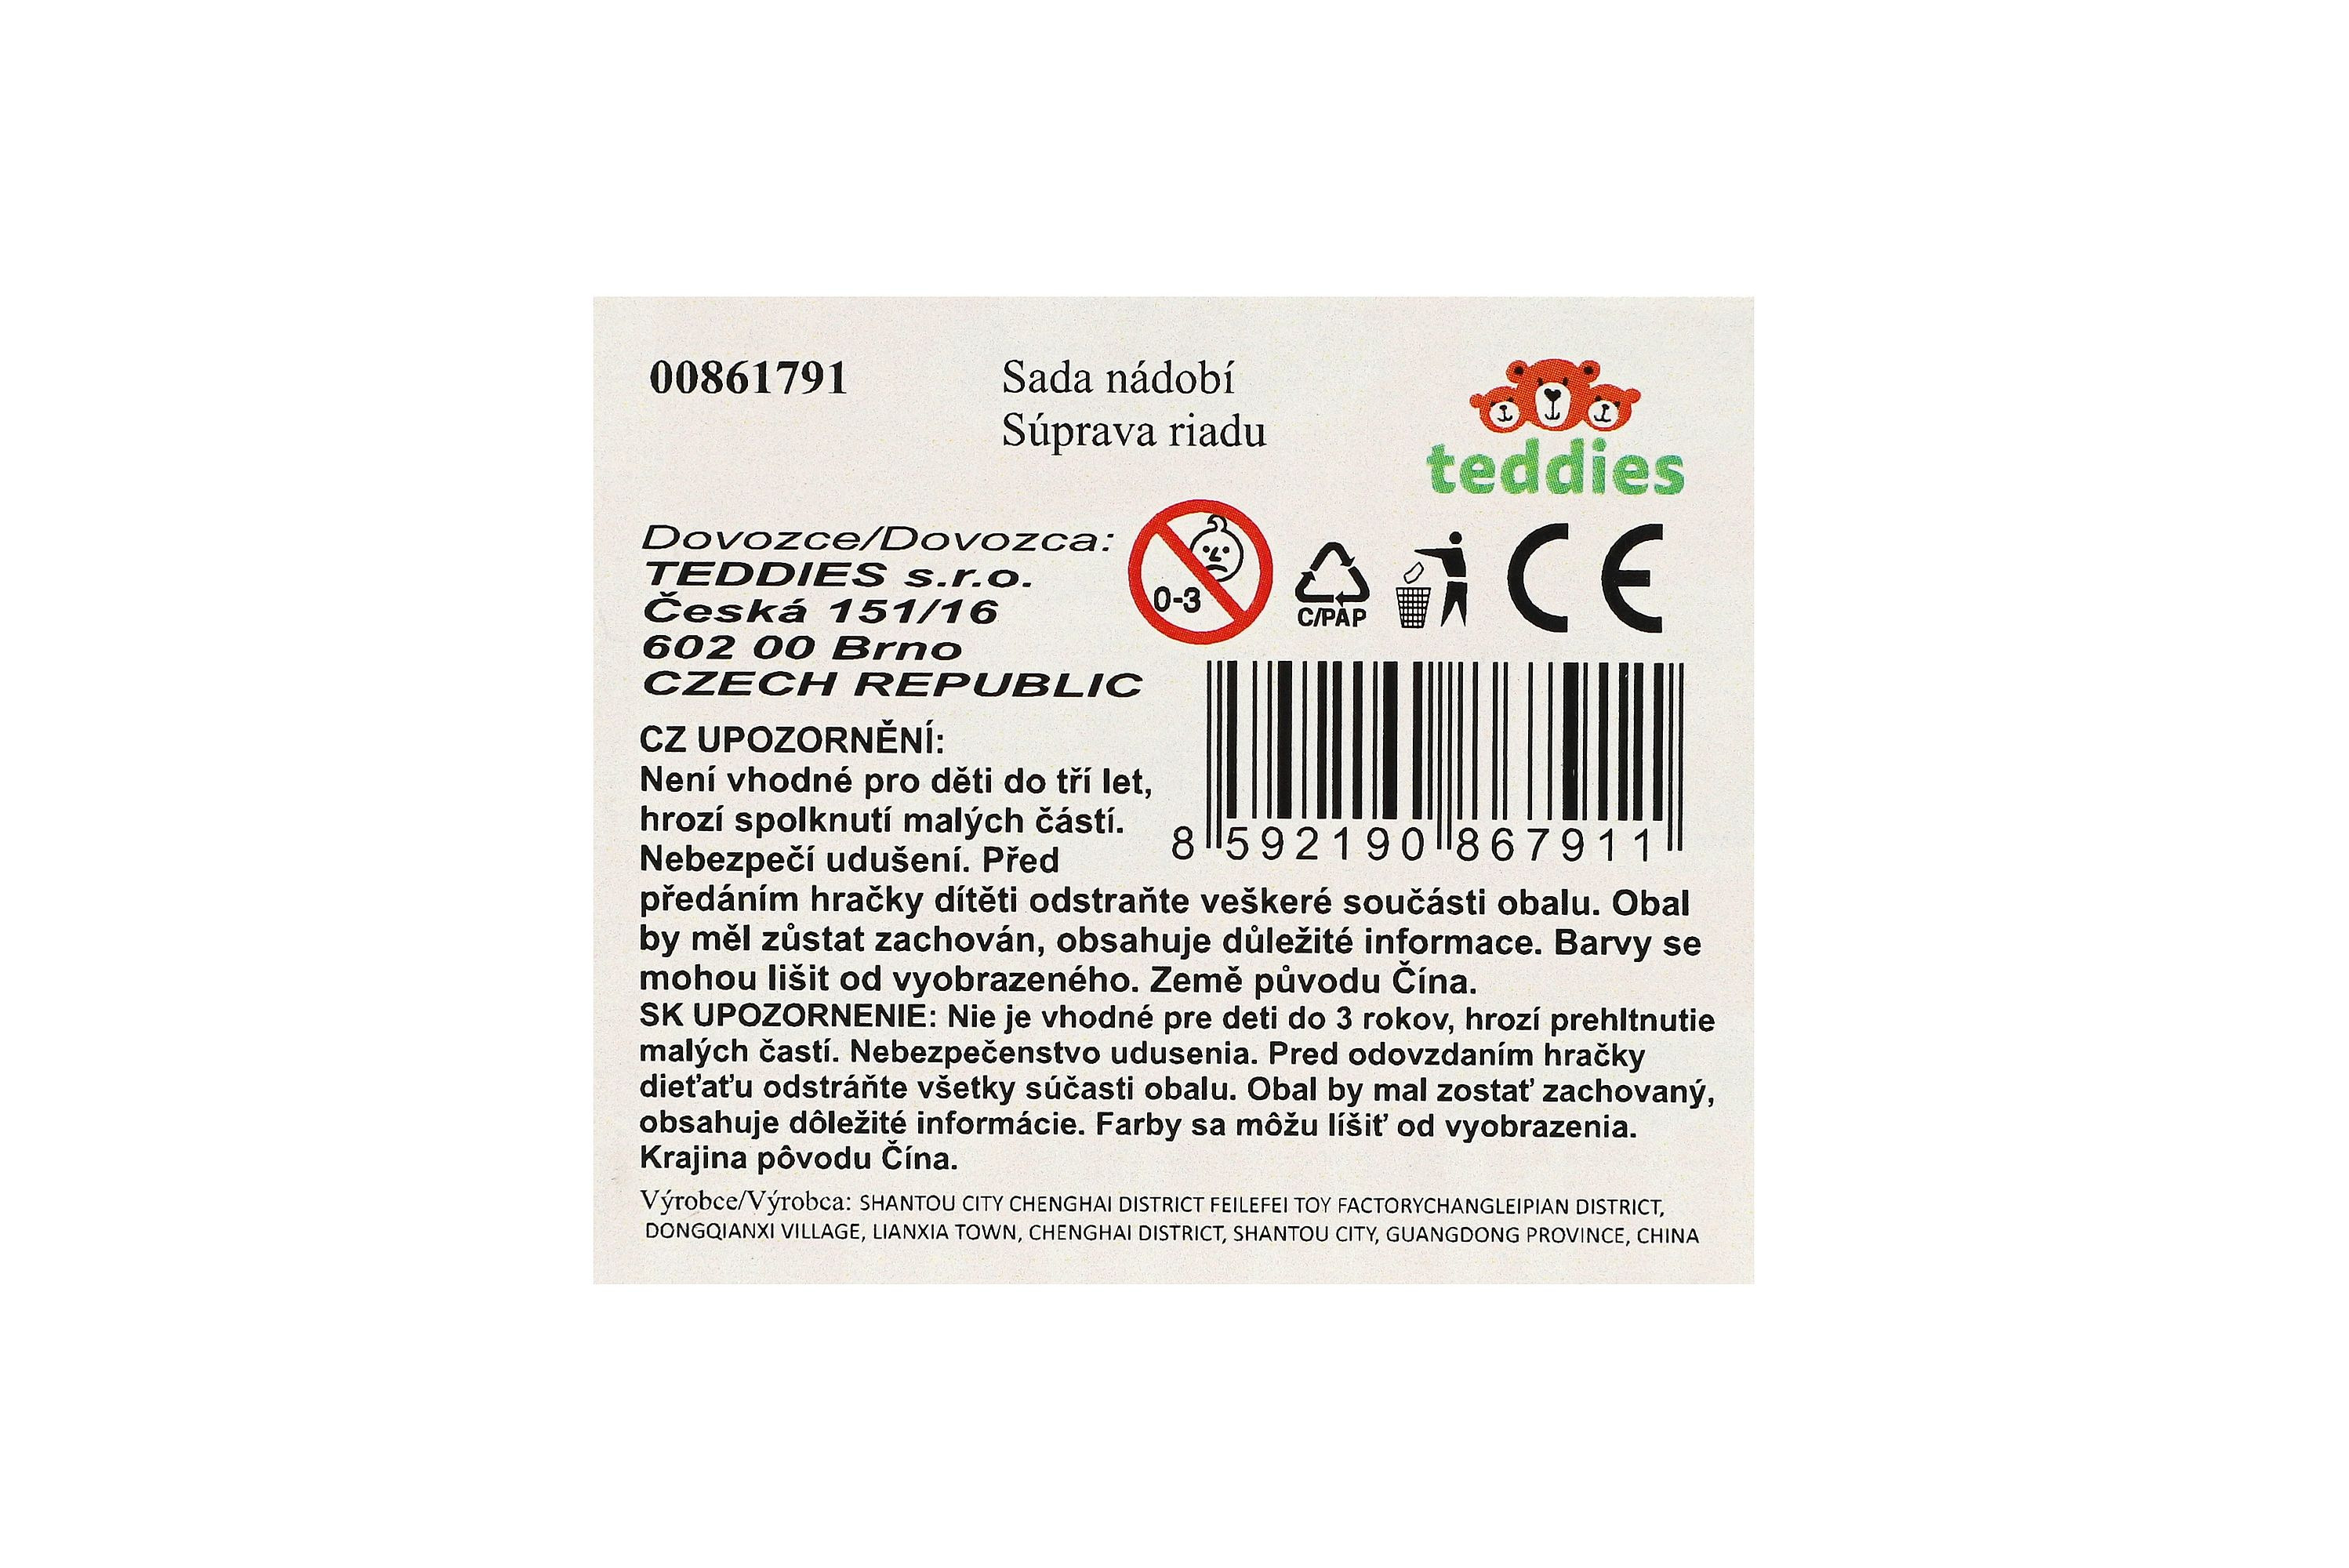 00861791
Sada nádobí
Súprava riadu
teddies
Dovozce/Dovozca:
TEDDIES s.r.o.
Česká 151/16
602 00 Brno
CZECH REPUBLIC
0-3
C/PAP
CE
8 592190 867911
CZ UPOZORNĚNÍ:
Není vhodné pro děti do tří let,
hrozí spolknutí malých částí.
Nebezpečí udušení. Před
předáním hračky dítěti odstraňte veškeré součásti obalu. Obal
by měl zůstat zachován, obsahuje důležité informace. Barvy se
mohou lišit od vyobrazeného. Země původu Čína.
SK UPOZORNENIE: Nie je vhodné pre deti do 3 rokov, hrozí prehltnutie
malých častí. Nebezpečenstvo udusenia. Pred odovzdaním hračky
dieťaťu odstráňte všetky súčasti obalu. Obal by mal zostať zachovaný,
obsahuje dôležité informácie. Farby sa môžu líšiť od vyobrazenia.
Krajina pôvodu Čína.
Výrobce/Výrobca: SHANTOU CITY CHENGHAI DISTRICT FEILEFEI TOY FACTORYCHANGLEIPIAN DISTRICT,
DONGQIANXI VILLAGE, LIANXIA TOWN, CHENGHAI DISTRICT, SHANTOU CITY, GUANGDONG PROVINCE, CHINA